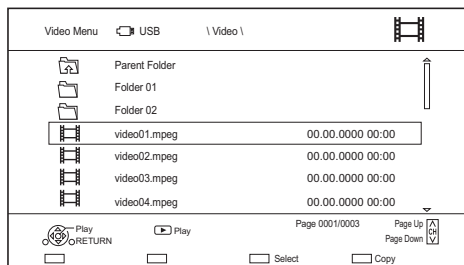 Video Menu USB \ Video \
Parent Folder
Folder 01
Folder 02
video01.mpeg 00.00.0000 00:00
video02.mpeg 00.00.0000 00:00
video03.mpeg 00.00.0000 00:00
video04.mpeg 00.00.0000 00:00
Play Play Page 0001/0003 Page Up CH
RETURN Page Down
Select Copy